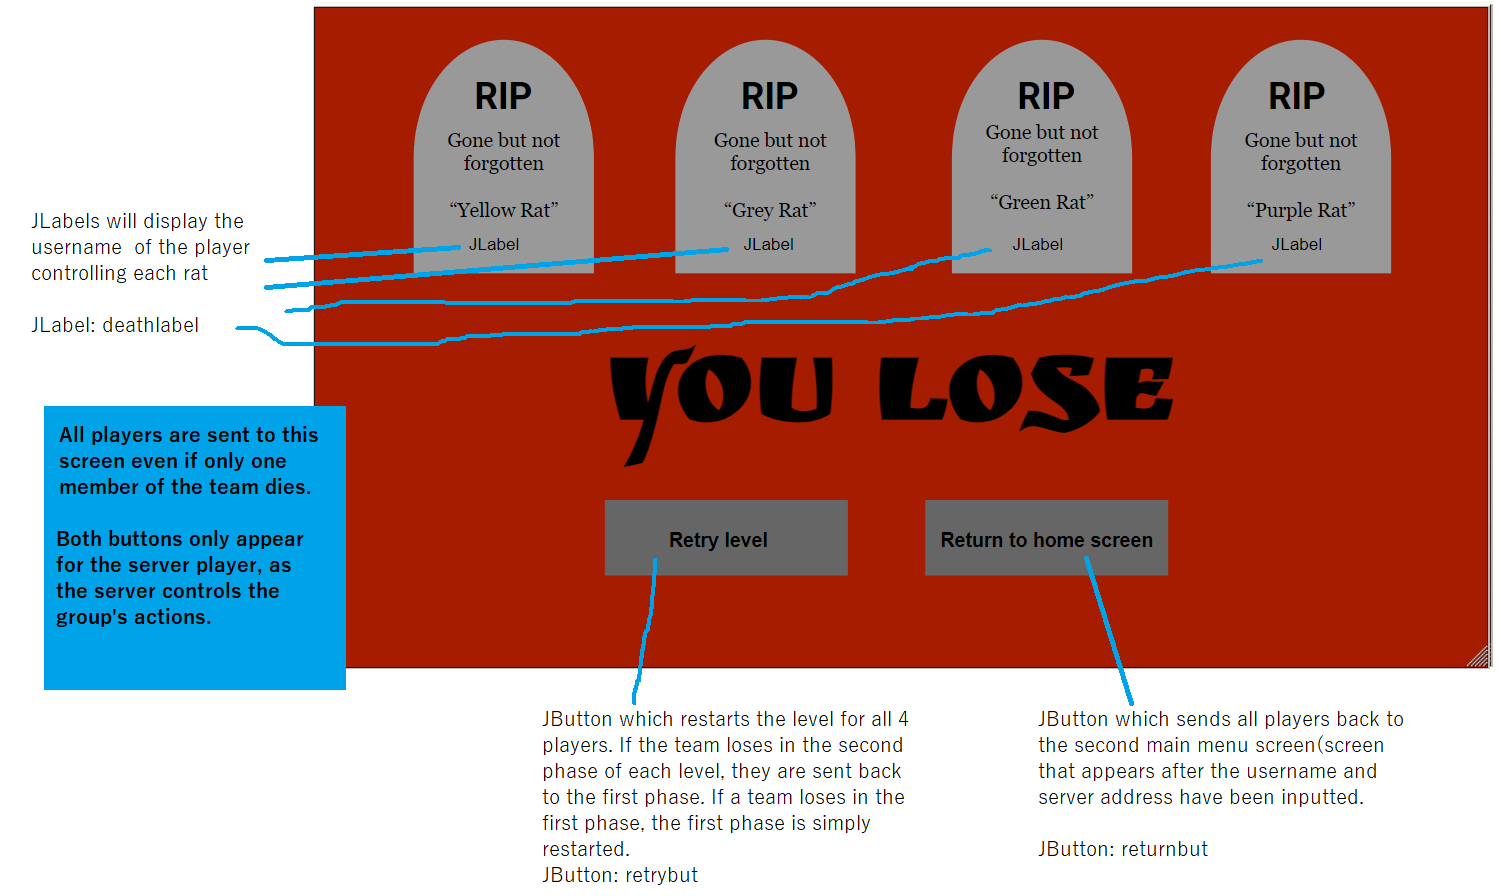 RIP
Gone but not
forgotten
“Yellow Rat”
JLabel
RIP
Gone but not
forgotten
“Grey Rat”
JLabel
RIP
Gone but not
forgotten
“Green Rat”
JLabel
RIP
Gone but not
forgotten
“Purple Rat”
JLabel
JLabels will display the
username of the player
controlling each rat
JLabel: deathlabel
YOU LOSE
All players are sent to this
screen even if only one
member of the team dies.
Both buttons only appear
for the server player, as
the server controls the
group's actions.
Retry level
Return to home screen
JButton which restarts the level for all 4
players. If the team loses in the second
phase of each level, they are sent back
to the first phase. If a team loses in the
first phase, the first phase is simply
restarted.
JButton: retrybut
JButton which sends all players back to
the second main menu screen(screen
that appears after the username and
server address have been inputted.
JButton: returnbut